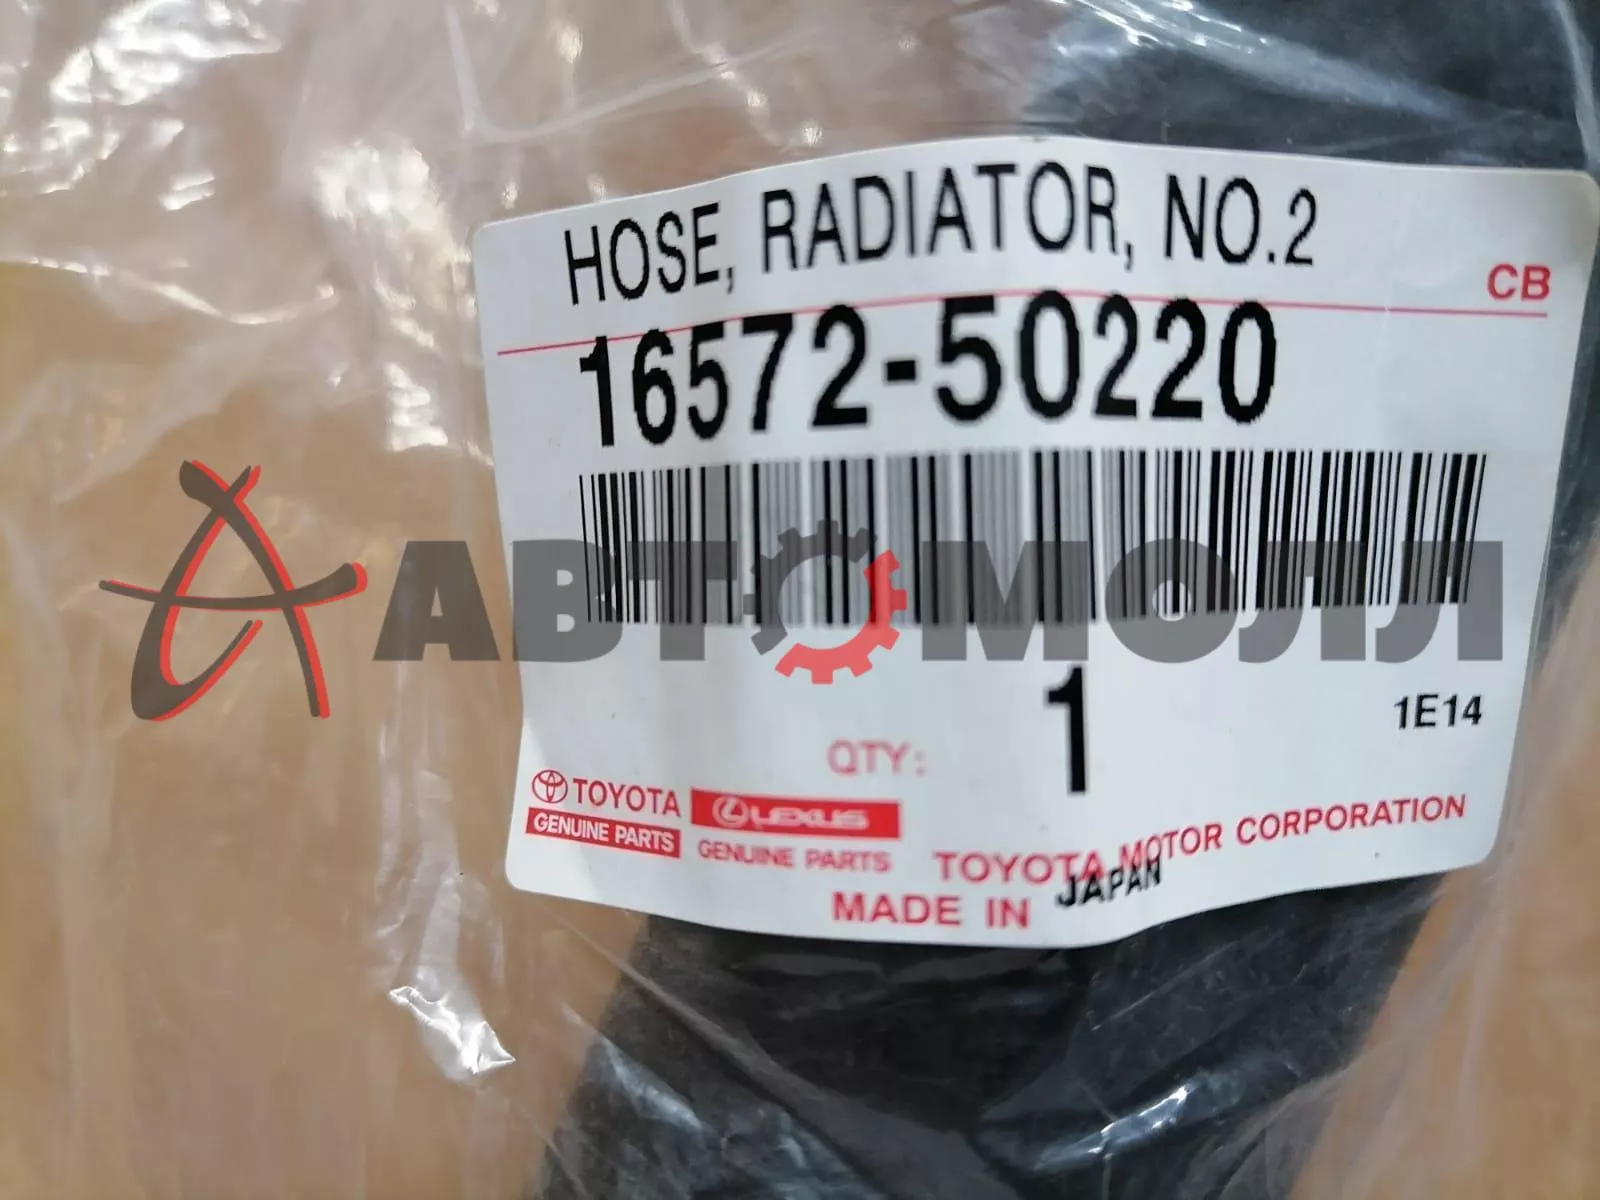 HOSE, RADIATOR, NO.2
CB
16572-50220
АВТОМОЛЛ
QTY: 1
1E14
TOYOTA
GENUINE PARTS
LEXUS
GENUINE PARTS
TOYOTA MOTOR CORPORATION
MADE IN JAPAN